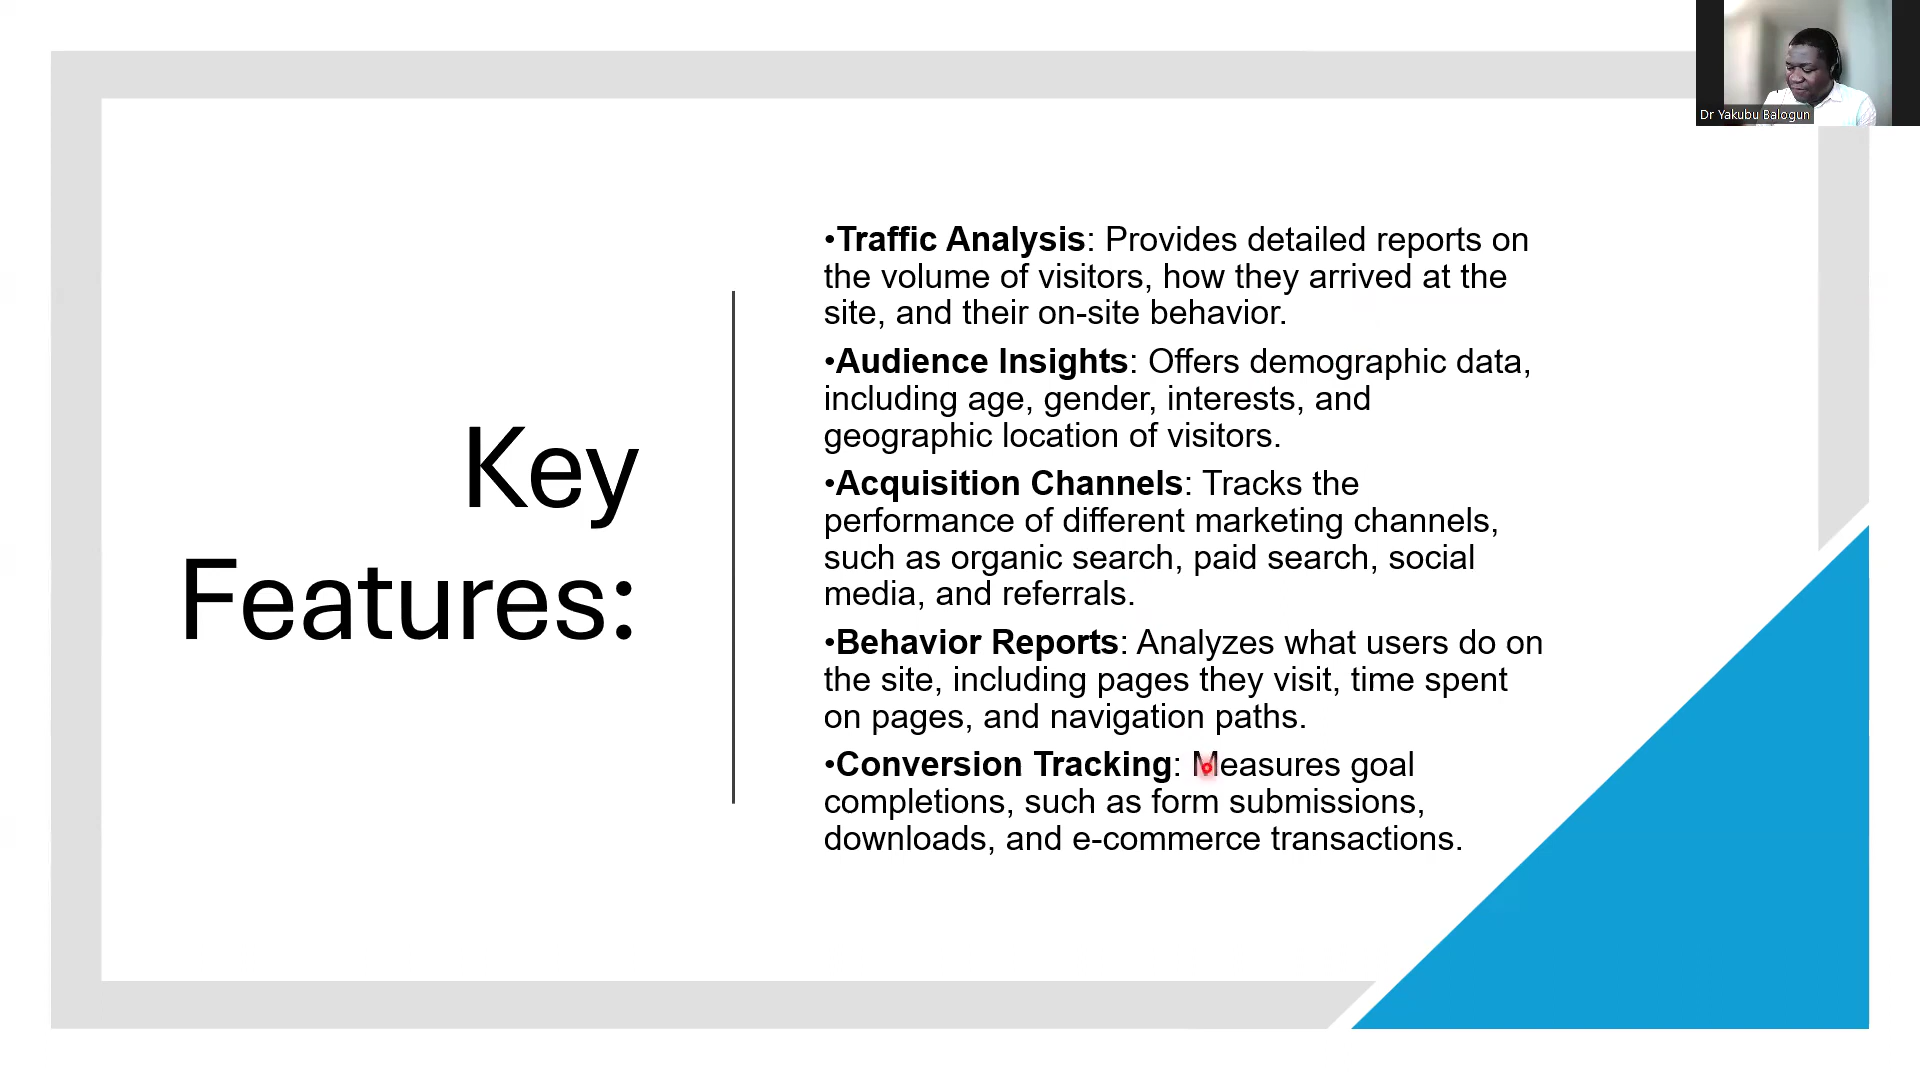 Dr Yakubu Balogun
Key
Features:
•Traffic Analysis: Provides detailed reports on
the volume of visitors, how they arrived at the
site, and their on-site behavior.
•Audience Insights: Offers demographic data,
including age, gender, interests, and
geographic location of visitors.
•Acquisition Channels: Tracks the
performance of different marketing channels,
such as organic search, paid search, social
media, and referrals.
•Behavior Reports: Analyzes what users do on
the site, including pages they visit, time spent
on pages, and navigation paths.
•Conversion Tracking: Measures goal
completions, such as form submissions,
downloads, and e-commerce transactions.